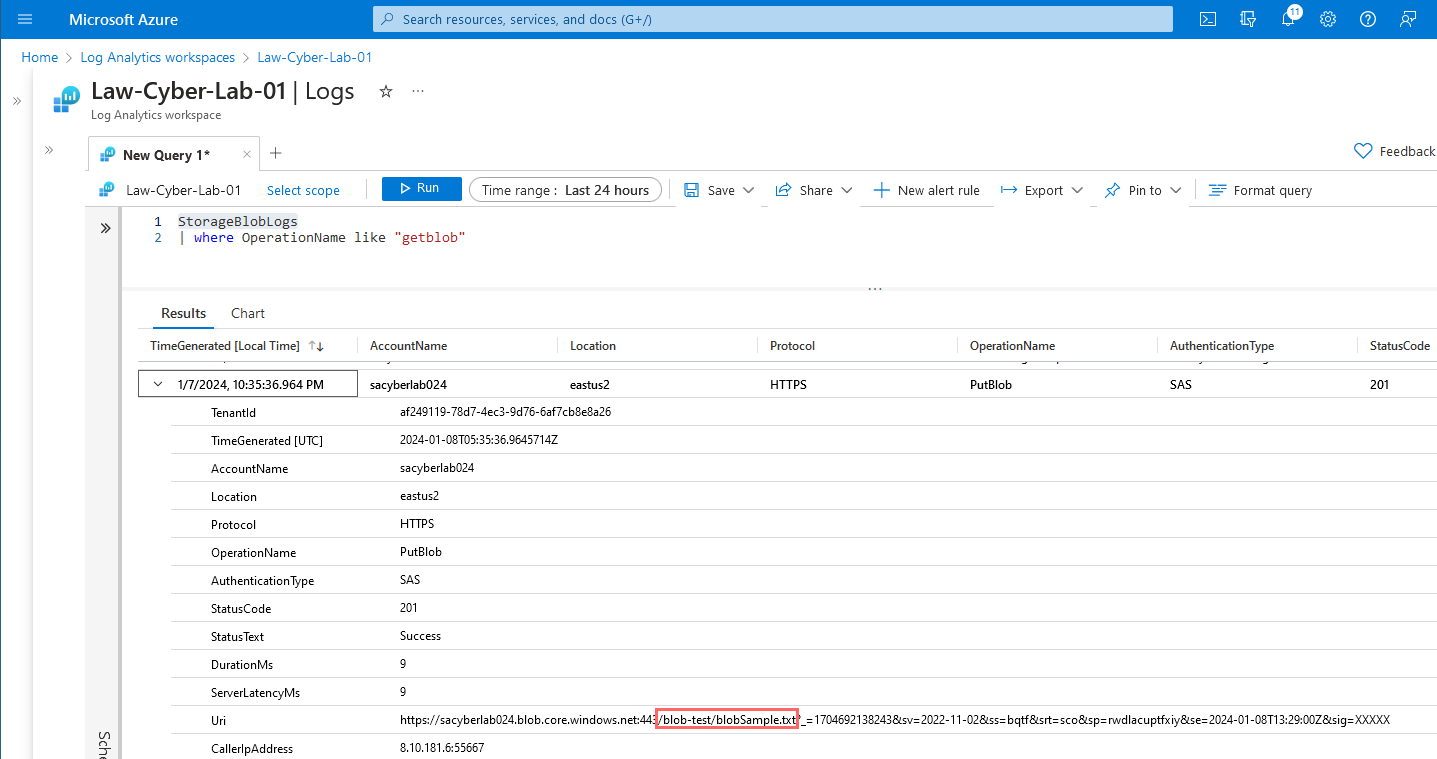 Microsoft Azure
Search resources, services, and docs (G+/)
11
Home > Log Analytics workspaces > Law-Cyber-Lab-01
Law-Cyber-Lab-01 | Logs
Log Analytics workspace
New Query 1*
Feedback
Law-Cyber-Lab-01 Select scope Run Time range : Last 24 hours Save Share New alert rule Export Pin to Format query
1 StorageBlobLogs
2 | where OperationName like "getblob"
Results Chart
TimeGenerated [Local Time] AccountName Location Protocol OperationName AuthenticationType StatusCode
1/7/2024, 10:35:36.964 PM sacyberlab024 eastus2 HTTPS PutBlob SAS 201
TenantId af249119-78d7-4ec3-9d76-6af7cb8e8a26
TimeGenerated [UTC] 2024-01-08T05:35:36.9645714Z
AccountName sacyberlab024
Location eastus2
Protocol HTTPS
OperationName PutBlob
AuthenticationType SAS
StatusCode 201
StatusText Success
DurationMs 9
ServerLatencyMs 9
Uri https://sacyberlab024.blob.core.windows.net:443/blob-test/blobSample.txt?_=1704692138243&sv=2022-11-02&ss=bqtf&srt=sco&sp=rwdlacuptfxiy&se=2024-01-08T13:29:00Z&sig=XXXXX
CallerIpAddress 8.10.181.6:55667